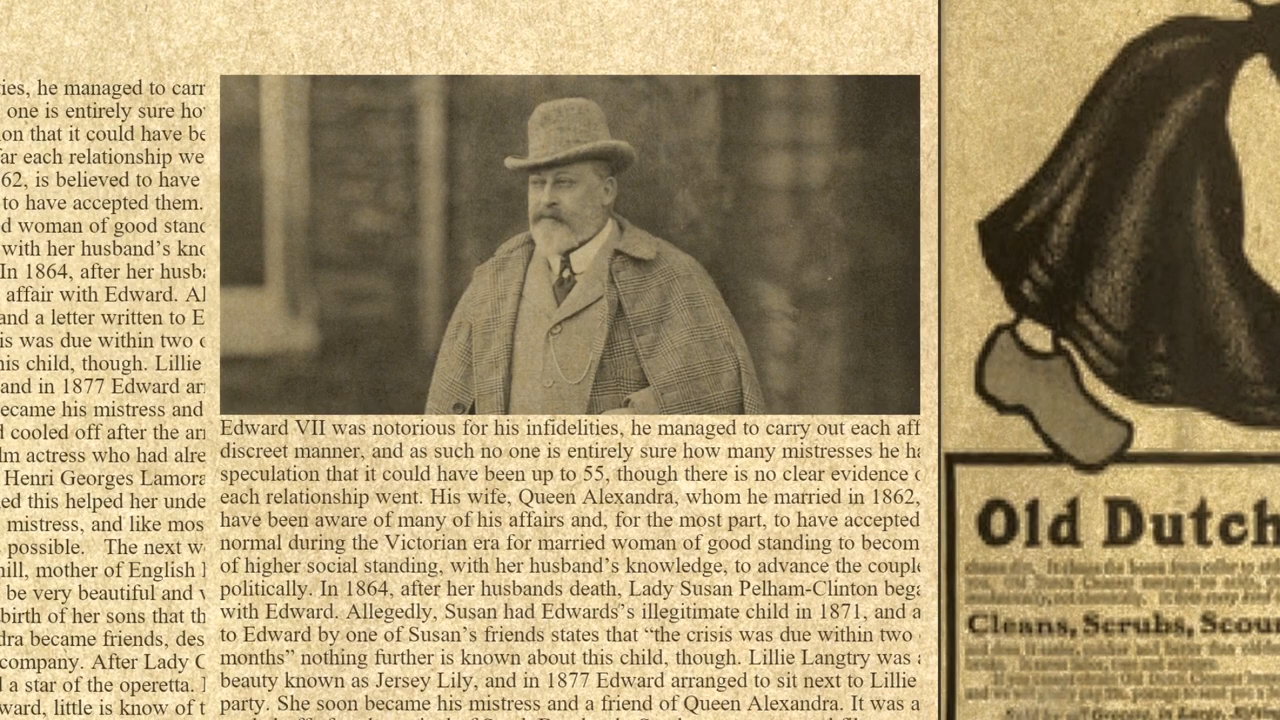 ties, he managed to carr
one is entirely sure ho
ion that it could have be
far each relationship we
62, is believed to have
to have accepted them.
d woman of good stand
with her husband’s kno
In 1864, after her husba
affair with Edward. Al
and a letter written to E
is was due within two
his child, though. Lillie
and in 1877 Edward ar
ecame his mistress and
d cooled off after the ar
lm actress who had alre
Henri Georges Lamora
ed this helped her unde
mistress, and like mos
possible. The next w
hill, mother of English
be very beautiful and
birth of her sons that th
dra became friends, des
company. After Lady C
d a star of the operetta.
ward, little is know of t
Edward VII was notorious for his infidelities, he managed to carry out each aff
discreet manner, and as such no one is entirely sure how many mistresses he ha
speculation that it could have been up to 55, though there is no clear evidence
each relationship went. His wife, Queen Alexandra, whom he married in 1862,
have been aware of many of his affairs and, for the most part, to have accepted
normal during the Victorian era for married woman of good standing to becom
of higher social standing, with her husband’s knowledge, to advance the couple
politically. In 1864, after her husbands death, Lady Susan Pelham-Clinton bega
with Edward. Allegedly, Susan had Edwards’s illegitimate child in 1871, and a
to Edward by one of Susan’s friends states that “the crisis was due within two
months” nothing further is known about this child, though. Lillie Langtry was
beauty known as Jersey Lily, and in 1877 Edward arranged to sit next to Lillie
party. She soon became his mistress and a friend of Queen Alexandra. It was a
Old Dutch
Cleans, Scrubs, Scour